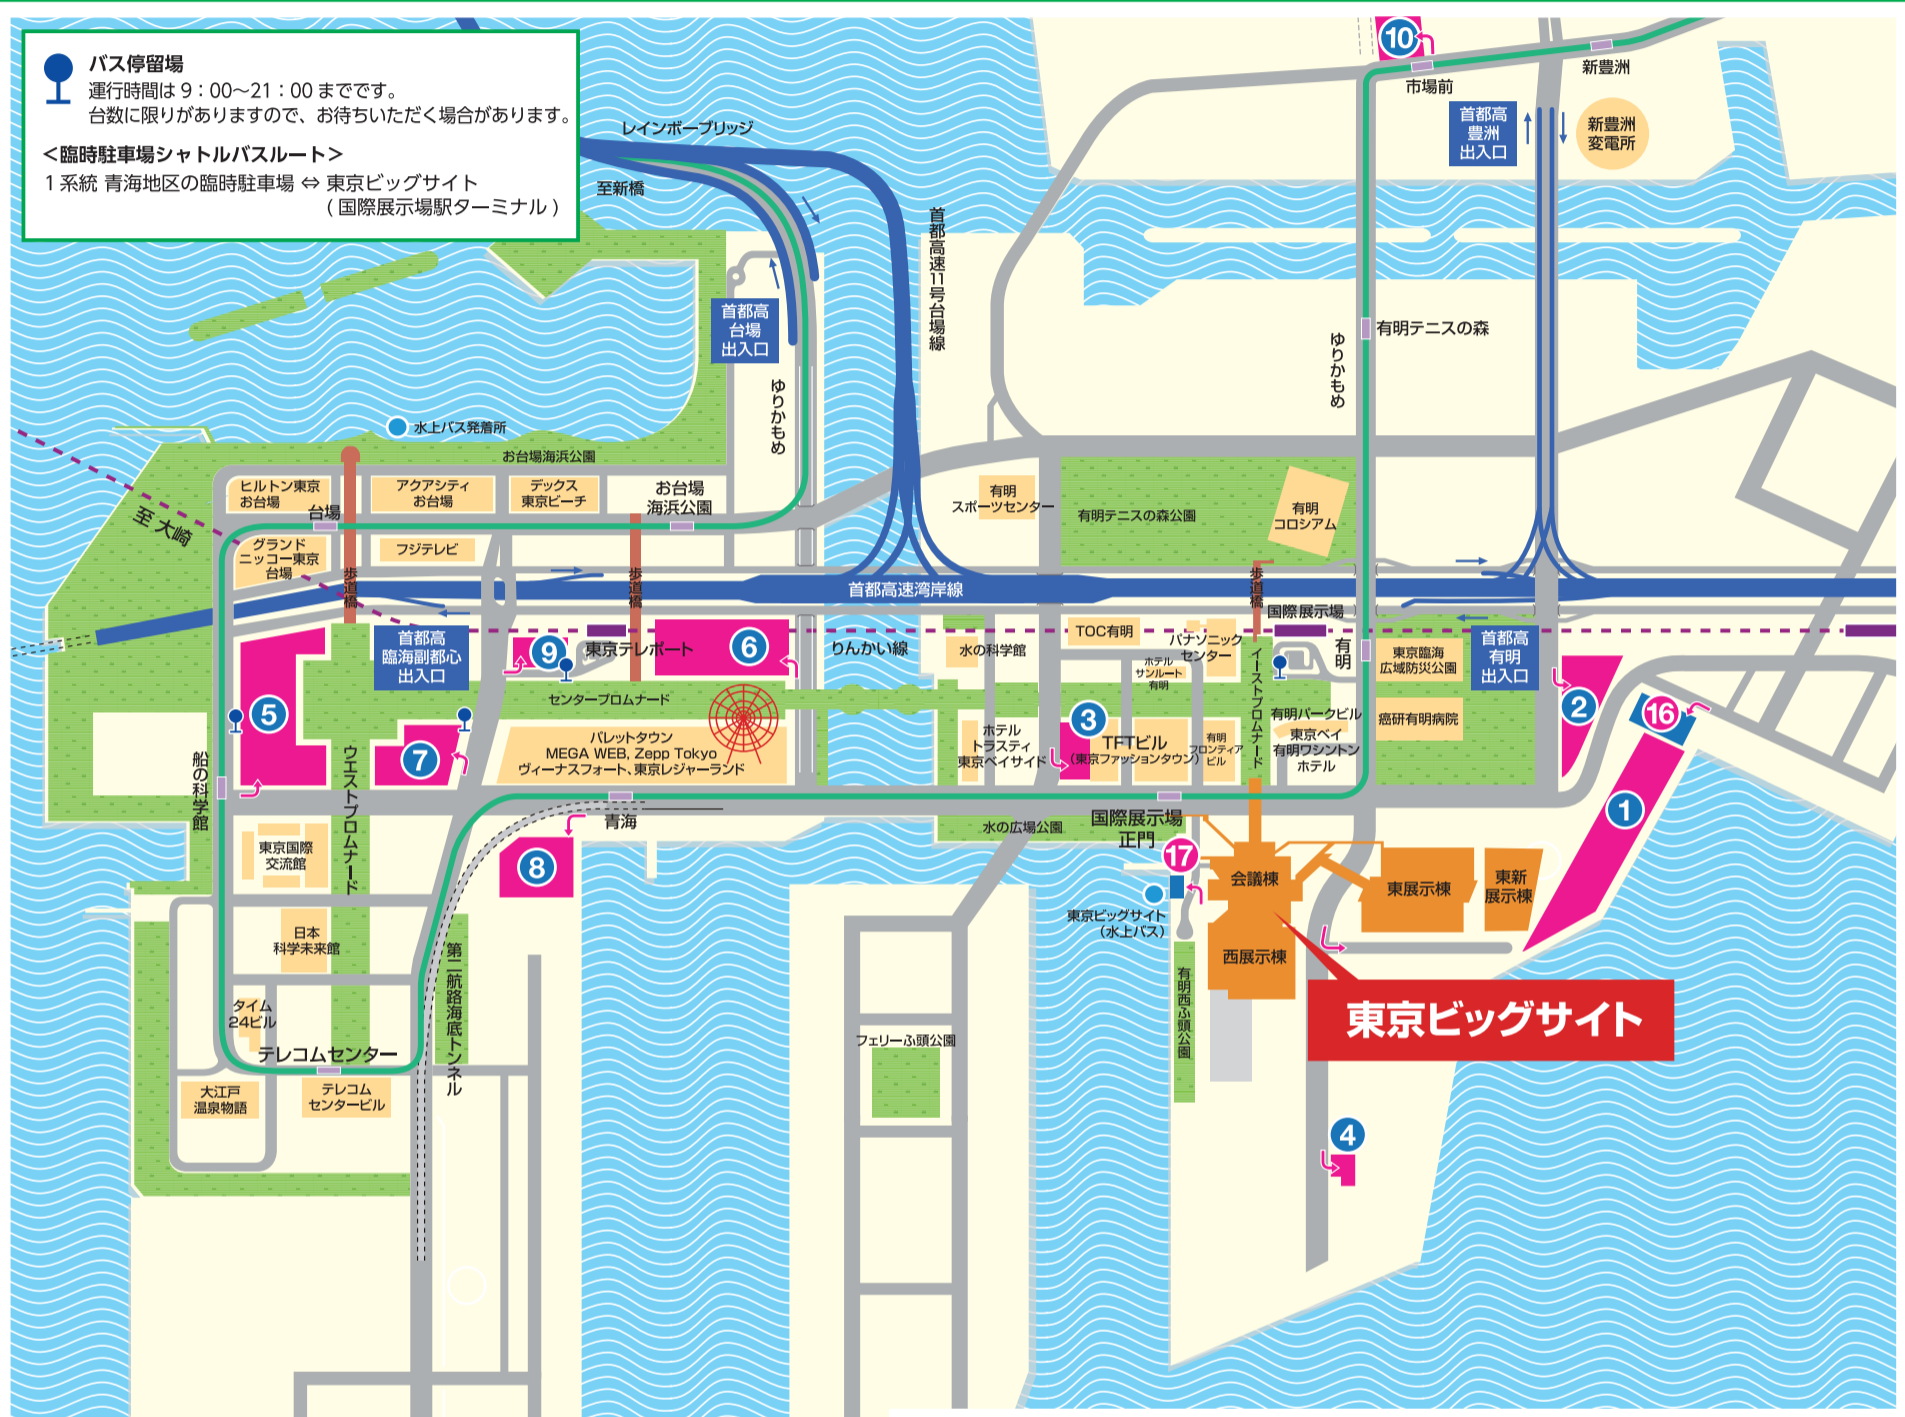 バス停留場
運行時間は 9：00〜21：00 までです。
台数に限りがありますので、お待ちいただく場合があります。
＜臨時駐車場シャトルバスルート＞
1 系統 青海地区の臨時駐車場 ⇔ 東京ビッグサイト
( 国際展示場駅ターミナル )
10
市場前
新豊洲
首都高
豊洲
出入口
新豊洲
変電所
レインボーブリッジ
至新橋
首都高速11号台場線
首都高
台場
出入口
ゆりかもめ
ゆりかもめ
有明テニスの森
水上バス発着所
お台場海浜公園
至 大崎
ヒルトン東京
お台場
アクアシティ
お台場
デックス
東京ビーチ
お台場
海浜公園
台場
グランド
ニッコー東京
台場
フジテレビ
歩道橋
歩道橋
有明
スポーツセンター
有明テニスの森公園
有明
コロシアム
首都高速湾岸線
歩道橋
国際展示場
首都高
臨海副都心
出入口
9
東京テレポート
6
りんかい線
水の科学館
TOC有明
パナソニック
センター
ホテル
サンルート
有明
イーストプロムナード
有明
東京臨海
広域防災公園
首都高
有明
出入口
5
センタープロムナード
7
パレットタウン
MEGA WEB, Zepp Tokyo
ヴィーナスフォート、東京レジャーランド
ホテル
トラスティ
東京ベイサイド
3
TFTビル
（東京ファッションタウン）
有明
フロンティア
ビル
有明パークビル
東京ベイ
有明ワシントン
ホテル
癌研有明病院
2
16
1
船の科学館
ウエストプロムナード
青海
8
水の広場公園
国際展示場
正門
17
東京国際
交流館
会議棟
東展示棟
東新
展示棟
東京ビッグサイト
（水上バス）
西展示棟
日本
科学未来館
第二航路海底トンネル
有明西ふ頭公園
東京ビッグサイト
タイム
24ビル
テレコムセンター
フェリーふ頭公園
大江戸
温泉物語
テレコム
センタービル
4